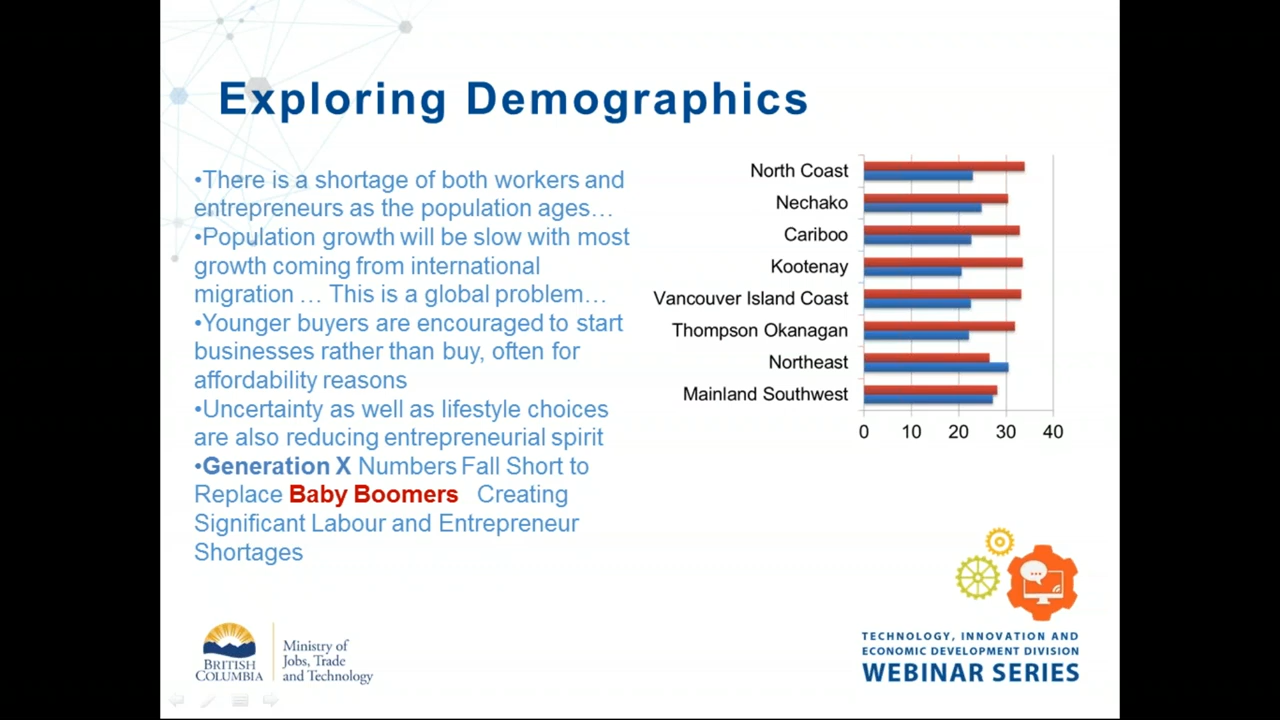 Exploring Demographics
•There is a shortage of both workers and
entrepreneurs as the population ages…
•Population growth will be slow with most
growth coming from international
migration … This is a global problem…
•Younger buyers are encouraged to start
businesses rather than buy, often for
affordability reasons
•Uncertainty as well as lifestyle choices
are also reducing entrepreneurial spirit
•Generation X Numbers Fall Short to
Replace Baby Boomers Creating
Significant Labour and Entrepreneur
Shortages
North Coast
Nechako
Cariboo
Kootenay
Vancouver Island Coast
Thompson Okanagan
Northeast
Mainland Southwest
0 10 20 30 40
BRITISH
COLUMBIA
Ministry of
Jobs, Trade
and Technology
TECHNOLOGY, INNOVATION AND
ECONOMIC DEVELOPMENT DIVISION
WEBINAR SERIES